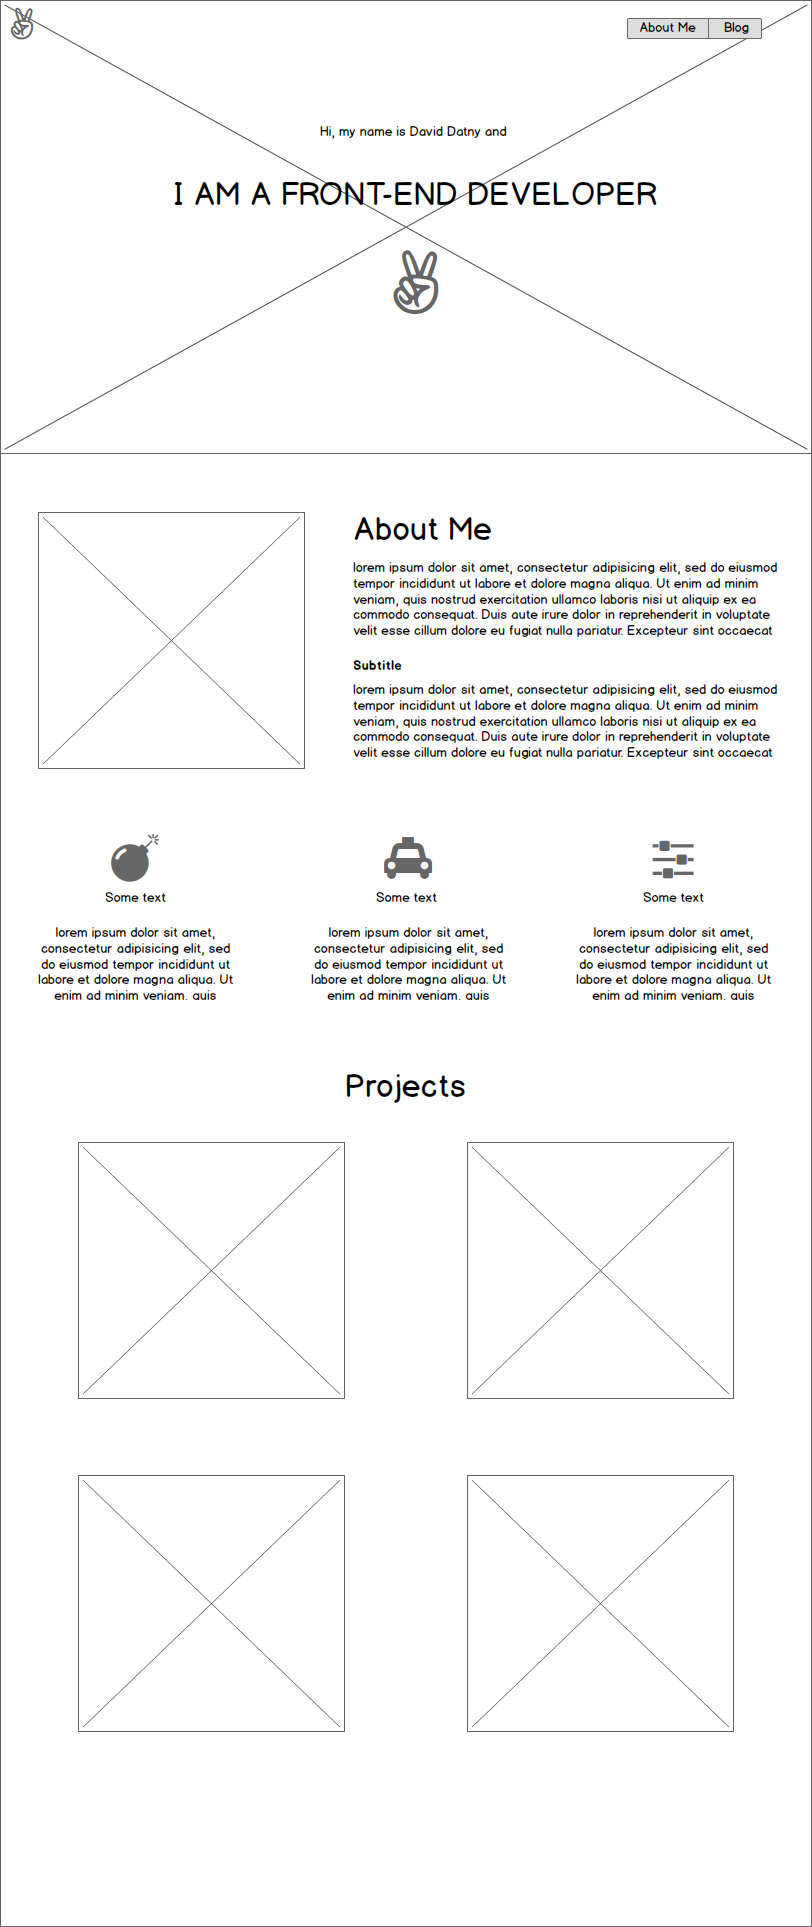 About Me Blog
Hi, my name is David Datny and
I AM A FRONT-END DEVELOPER
About Me
lorem ipsum dolor sit amet, consectetur adipisicing elit, sed do eiusmod
tempor incididunt ut labore et dolore magna aliqua. Ut enim ad minim
veniam, quis nostrud exercitation ullamco laboris nisi ut aliquip ex ea
commodo consequat. Duis aute irure dolor in reprehenderit in voluptate
velit esse cillum dolore eu fugiat nulla pariatur. Excepteur sint occaecat
Subtitle
lorem ipsum dolor sit amet, consectetur adipisicing elit, sed do eiusmod
tempor incididunt ut labore et dolore magna aliqua. Ut enim ad minim
veniam, quis nostrud exercitation ullamco laboris nisi ut aliquip ex ea
commodo consequat. Duis aute irure dolor in reprehenderit in voluptate
velit esse cillum dolore eu fugiat nulla pariatur. Excepteur sint occaecat
Some text
lorem ipsum dolor sit amet,
consectetur adipisicing elit, sed
do eiusmod tempor incididunt ut
labore et dolore magna aliqua. Ut
enim ad minim veniam, quis
Some text
lorem ipsum dolor sit amet,
consectetur adipisicing elit, sed
do eiusmod tempor incididunt ut
labore et dolore magna aliqua. Ut
enim ad minim veniam, quis
Some text
lorem ipsum dolor sit amet,
consectetur adipisicing elit, sed
do eiusmod tempor incididunt ut
labore et dolore magna aliqua. Ut
enim ad minim veniam, quis
Projects